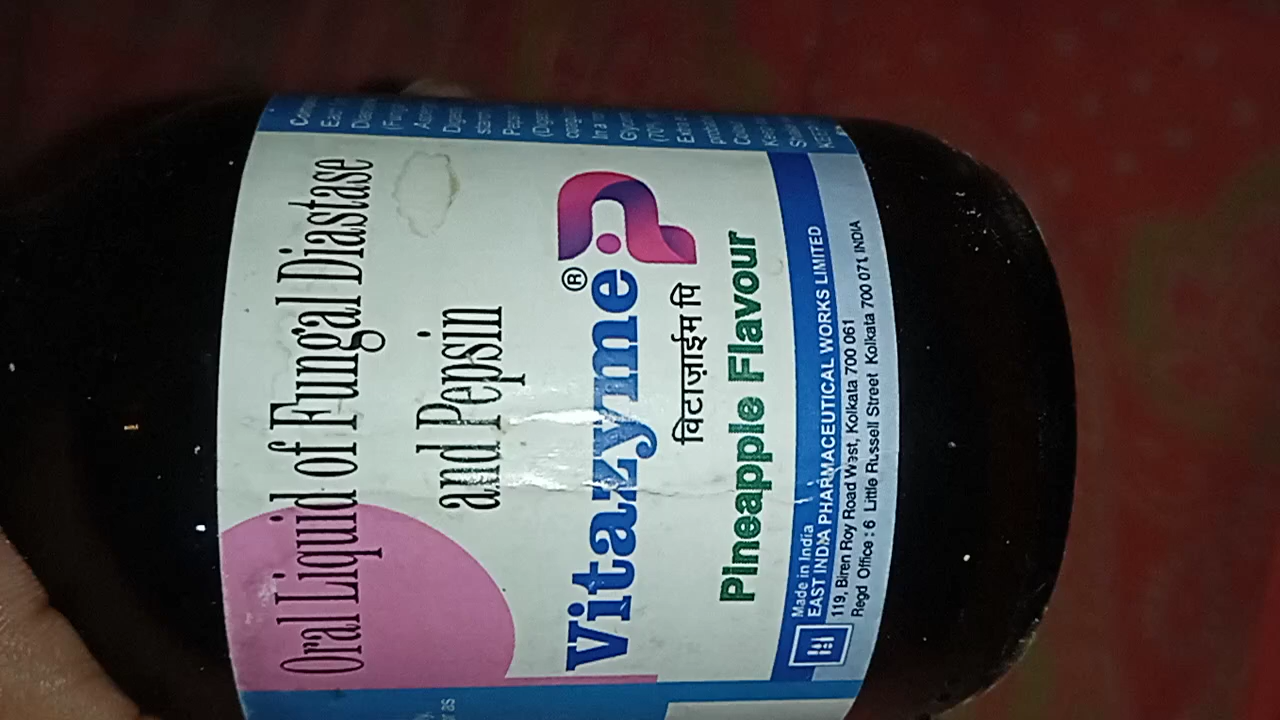 Oral Liquid of Fungal Diastase
and Pepsin
Vitazyme®:P
विटाज़ाईम पि
Pineapple Flavour
Made in India
EAST INDIA PHARMACEUTICAL WORKS LIMITED
119, Biren Roy Road West, Kolkata 700 061
Regd Office : 6 Little Russell Street Kolkata 700 071, INDIA